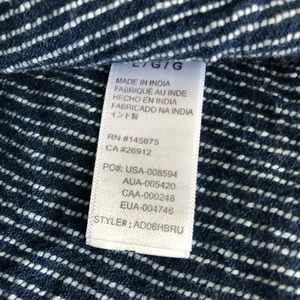 L/G/G
MADE IN INDIA
FABRIQUÉ AU INDE
HECHO EN INDIA
FABRICADO NA INDIA
インド製
RN #145875
CA #26912
PO#: USA-008594
AUA-005420
CAA-000248
EUA-004746
STYLE# ; AD06HBRU